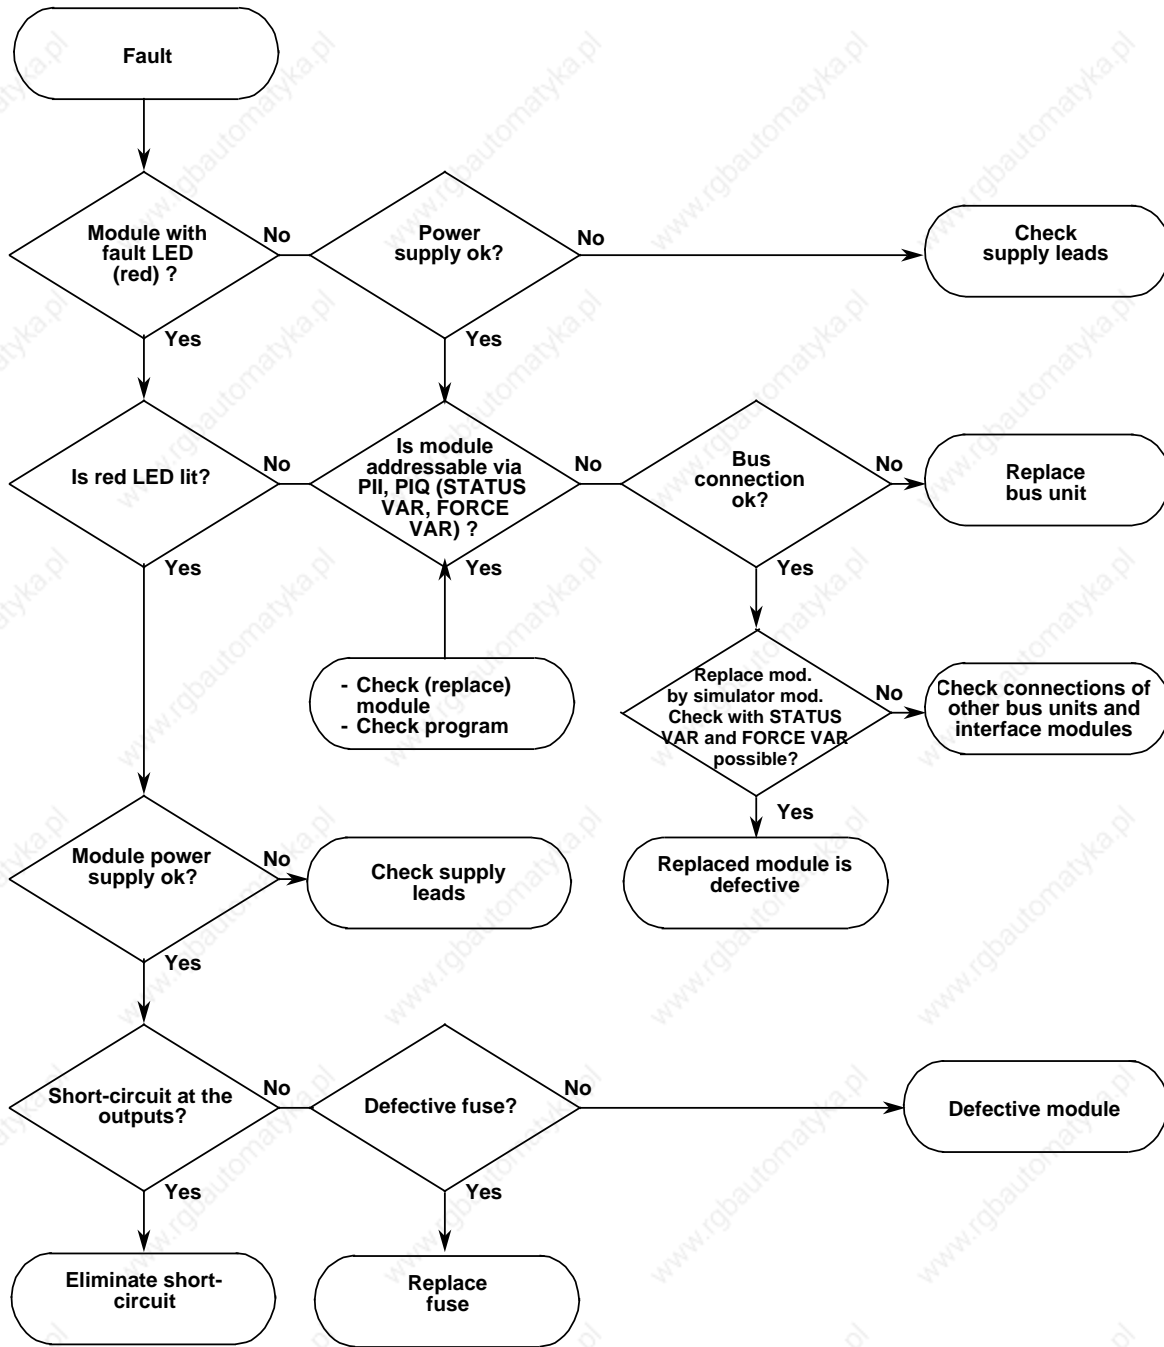 Fault
Module with
fault LED
(red) ?
No
Power
supply ok?
No
Check
supply leads
Yes
Yes
Is red LED lit?
No
Is module
addressable via
PII, PIQ (STATUS
VAR, FORCE
VAR) ?
No
Bus
connection
ok?
No
Replace
bus unit
Yes
Yes
Yes
- Check (replace)
module
- Check program
Replace mod.
by simulator mod.
Check with STATUS
VAR and FORCE VAR
possible?
No
Check connections of
other bus units and
interface modules
Yes
Module power
supply ok?
No
Check supply
leads
Replaced module is
defective
Yes
Short-circuit at the
outputs?
No
Defective fuse?
No
Defective module
Yes
Yes
Eliminate short-
circuit
Replace
fuse
www.rgbautomatyka.pl